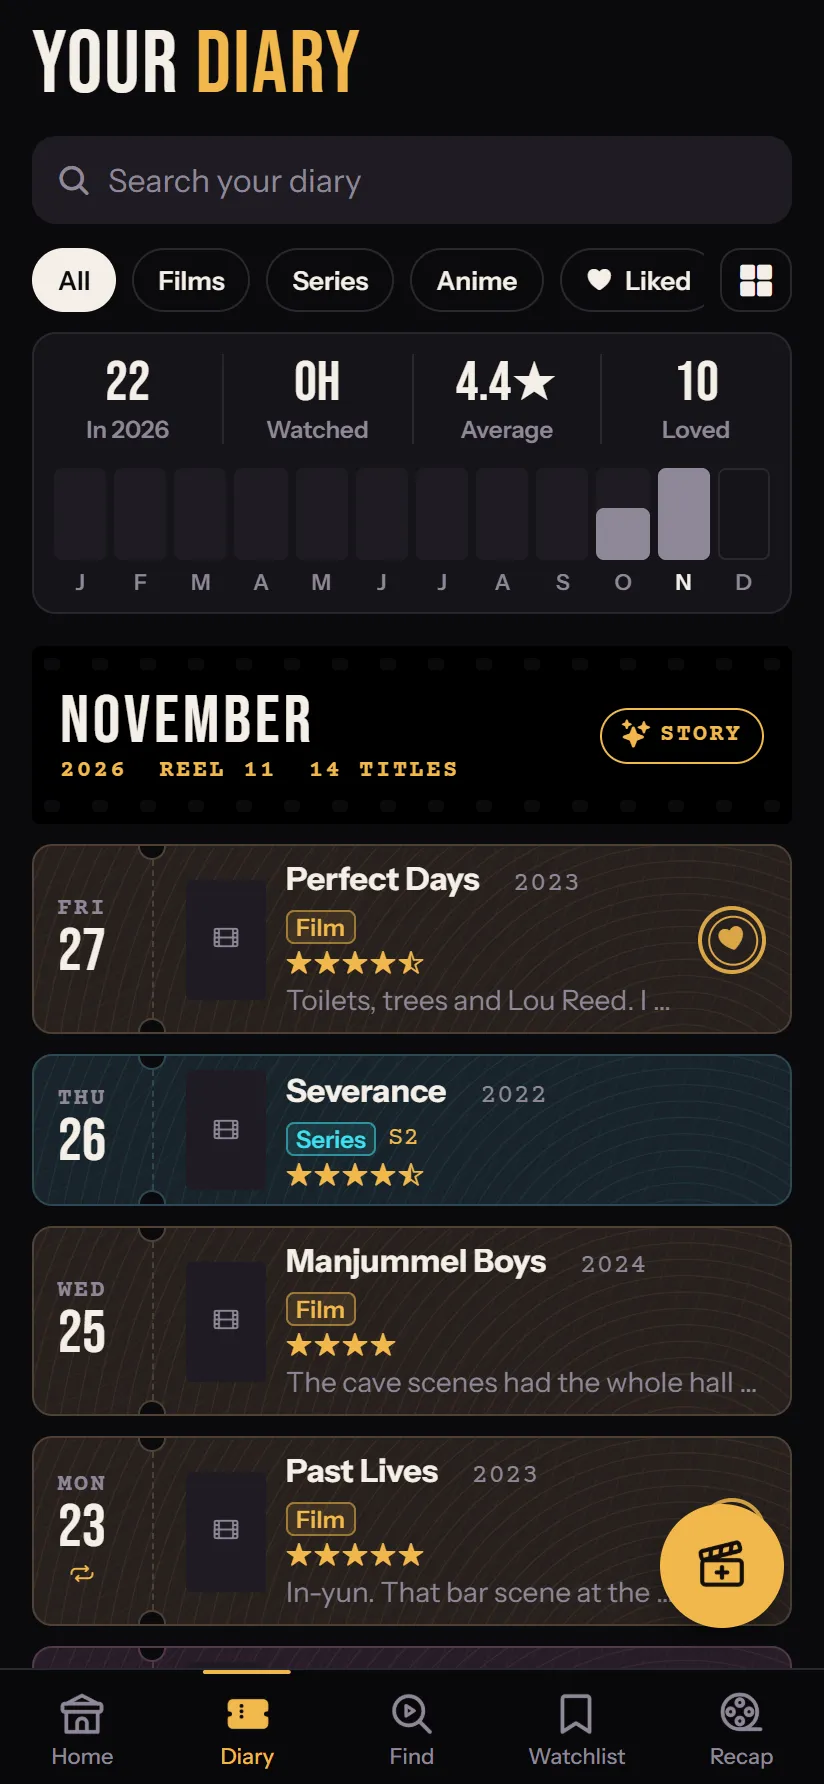 YOUR DIARY
Search your diary
All Films Series Anime Liked
22 0H 4.4★ 10
In 2026 Watched Average Loved
J F M A M J J A S O N D
NOVEMBER
STORY
2026 REEL 11 14 TITLES
Perfect Days 2023
FRI
27
Film
★★★★⯪
Toilets, trees and Lou Reed. I ...
Severance 2022
THU
26
Series S2
★★★★⯪
Manjummel Boys 2024
WED
25
Film
★★★★
The cave scenes had the whole hall ...
Past Lives 2023
MON
23
Film
★★★★★
In-yun. That bar scene at the ...
Home Diary Find Watchlist Recap